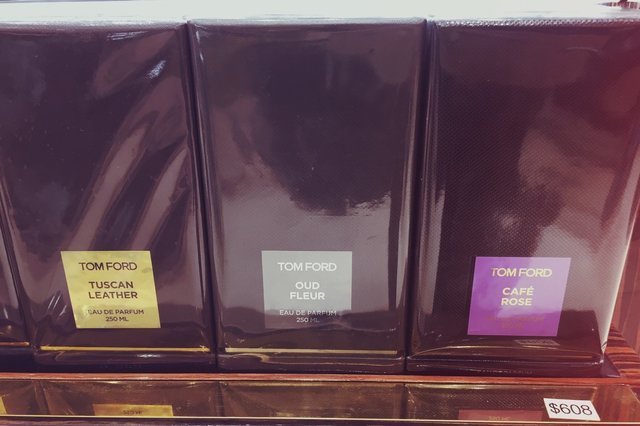 TOM FORD
TUSCAN
LEATHER
EAU DE PARFUM
250 ML
TOM FORD
OUD
FLEUR
EAU DE PARFUM
250 ML
TOM FORD
CAFÉ
ROSE
$608